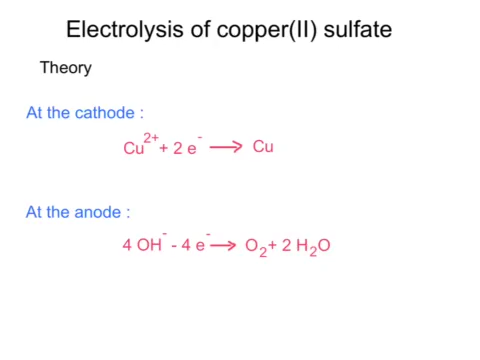 Electrolysis of copper(II) sulfate
Theory
At the cathode :
Cu²⁺ + 2 e⁻ → Cu
At the anode :
4 OH⁻ - 4 e⁻ → O₂ + 2 H₂O